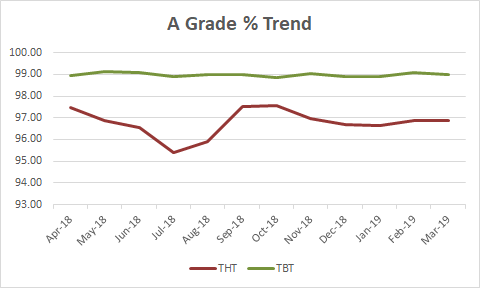 A Grade % Trend
100.00
99.00
98.00
97.00
96.00
95.00
94.00
93.00
Apr-18 May-18 Jun-18 Jul-18 Aug-18 Sep-18 Oct-18 Nov-18 Dec-18 Jan-19 Feb-19 Mar-19
THT TBT